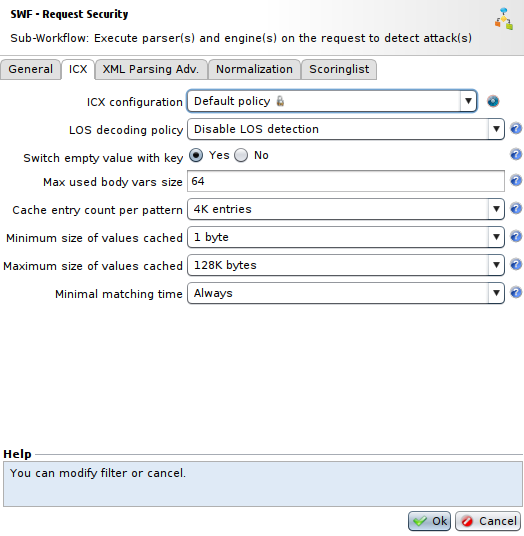 SWF - Request Security
Sub-Workflow: Execute parser(s) and engine(s) on the request to detect attack(s)
General ICX XML Parsing Adv. Normalization Scoringlist
ICX configuration Default policy
LOS decoding policy Disable LOS detection
Switch empty value with key Yes No
Max used body vars size 64
Cache entry count per pattern 4K entries
Minimum size of values cached 1 byte
Maximum size of values cached 128K bytes
Minimal matching time Always
Help
You can modify filter or cancel.
Ok Cancel